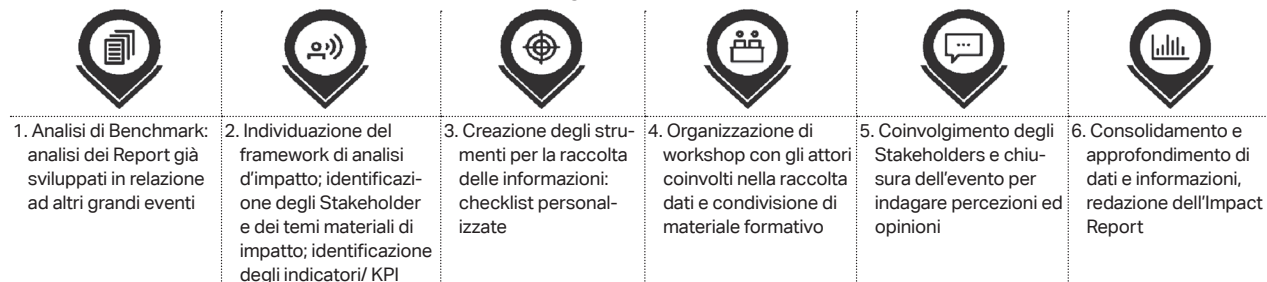 1. Analisi di Benchmark:
analisi dei Report già
sviluppati in relazione
ad altri grandi eventi
2. Individuazione del
framework di analisi
d'impatto; identificazi-
one degli Stakeholder
e dei temi materiali di
impatto; identificazione
degli indicatori/ KPI
3. Creazione degli stru-
menti per la raccolta
delle informazioni:
checklist personal-
izzate
4. Organizzazione di
workshop con gli attori
coinvolti nella raccolta
dati e condivisione di
materiale formativo
5. Coinvolgimento degli
Stakeholders e chiu-
sura dell'evento per
indagare percezioni ed
opinioni
6. Consolidamento e
approfondimento di
dati e informazioni,
redazione dell'Impact
Report